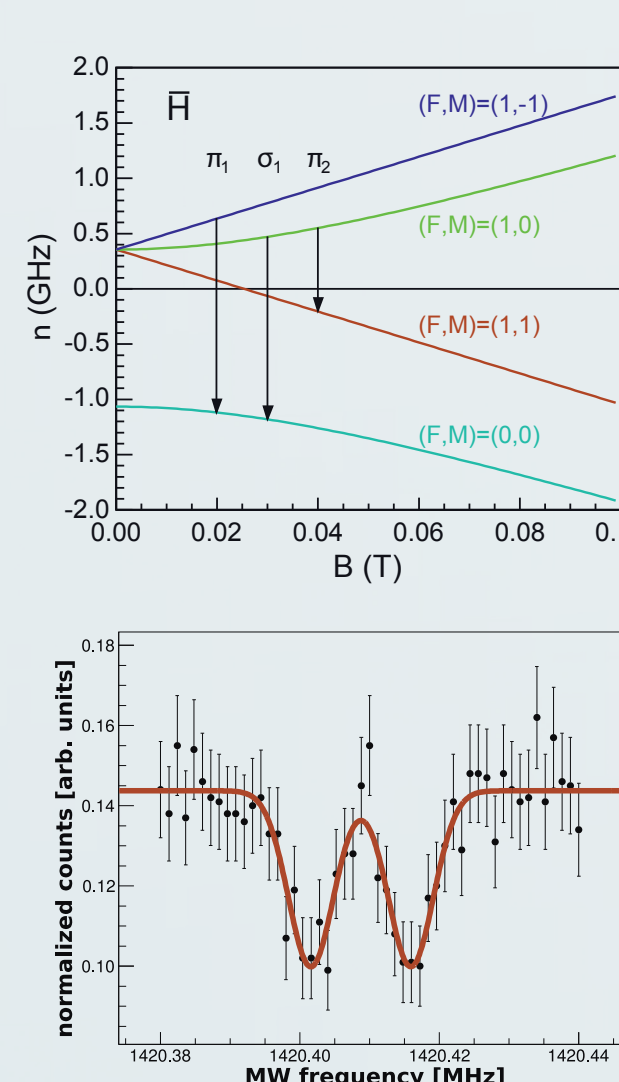 2.0
H̅
(F,M)=(1,-1)
1.5
π1 σ1 π2
1.0
(F,M)=(1,0)
0.5
n (GHz)
0.0
(F,M)=(1,1)
-0.5
-1.0
(F,M)=(0,0)
-1.5
-2.0
0.00 0.02 0.04 0.06 0.08 0.
B (T)
0.18
0.16
0.14
0.12
0.10
normalized counts [arb. units]
1420.38 1420.40 1420.42 1420.44
MW frequency [MHz]